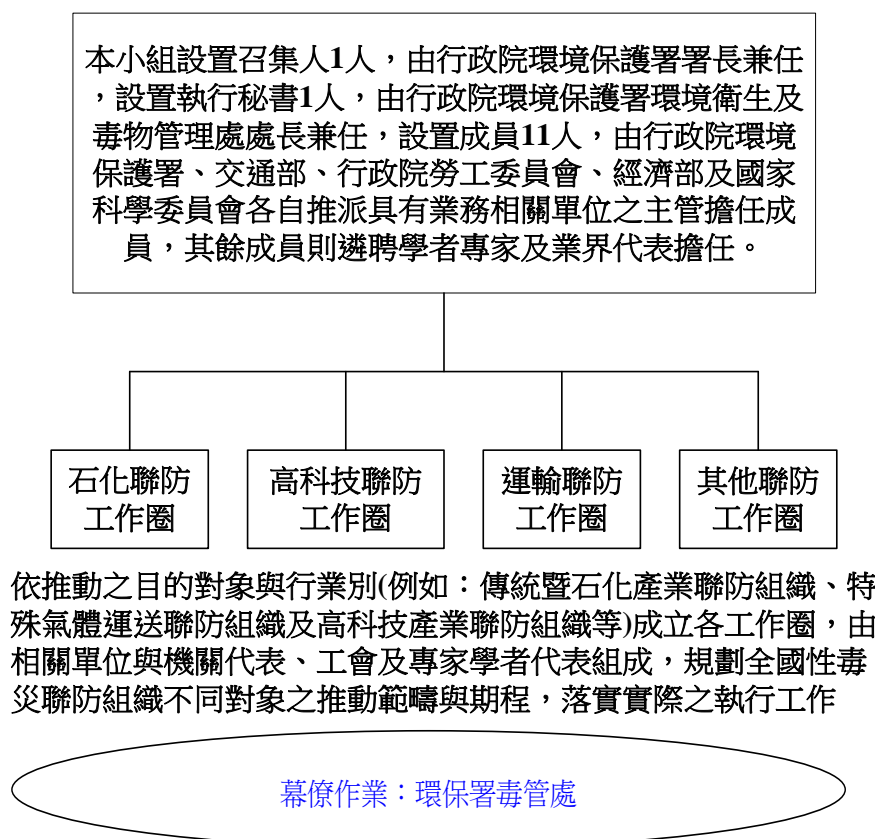 本小組設置召集人1人，由行政院環境保護署署長兼任
，設置執行秘書1人，由行政院環境保護署環境衛生及
毒物管理處處長兼任，設置成員11人，由行政院環境
保護署、交通部、行政院勞工委員會、經濟部及國家
科學委員會各自推派具有業務相關單位之主管擔任成
員，其餘成員則遴聘學者專家及業界代表擔任。
石化聯防
工作圈
高科技聯防
工作圈
運輸聯防
工作圈
其他聯防
工作圈
依推動之目的對象與行業別(例如：傳統暨石化產業聯防組織、特
殊氣體運送聯防組織及高科技產業聯防組織等)成立各工作圈，由
相關單位與機關代表、工會及專家學者代表組成，規劃全國性毒
災聯防組織不同對象之推動範疇與期程，落實實際之執行工作
幕僚作業：環保署毒管處